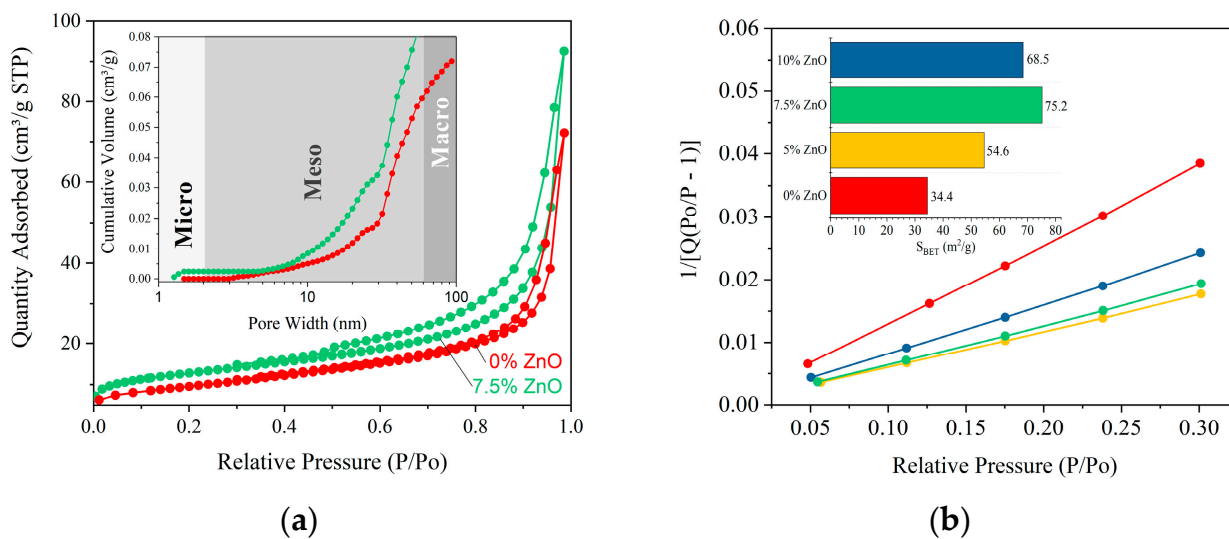 100
80
60
40
20
Quantity Adsorbed (cm³/g STP)
0.0 0.2 0.4 0.6 0.8 1.0
Relative Pressure (P/Po)
0.08
0.07
0.06
0.05
0.04
0.03
0.02
0.01
0.00
Cumulative Volume (cm³/g)
1 10 100
Pore Width (nm)
Micro
Meso
Macro
0% ZnO
7.5% ZnO
(a)
0.06
0.05
0.04
0.03
0.02
0.01
0.00
1/[Q(Po/P - 1)]
0.05 0.10 0.15 0.20 0.25 0.30
Relative Pressure (P/Po)
10% ZnO 68.5
7.5% ZnO 75.2
5% ZnO 54.6
0% ZnO 34.4
0 10 20 30 40 50 60 70 80
S_BET (m²/g)
(b)